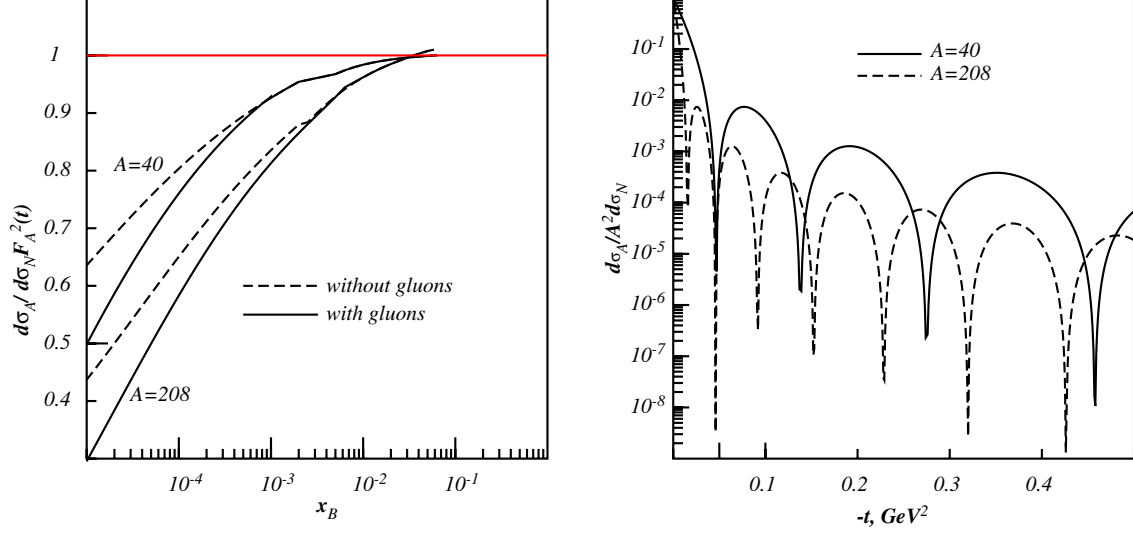 dσ_A/ dσ_N F_A^2(t)
1
0.9
0.8
0.7
0.6
0.5
0.4
A=40
without gluons
with gluons
A=208
10^-4
10^-3
10^-2
10^-1
x_B
dσ_A/A^2dσ_N
10^-1
10^-2
10^-3
10^-4
10^-5
10^-6
10^-7
10^-8
A=40
A=208
0.1
0.2
0.3
0.4
-t, GeV^2